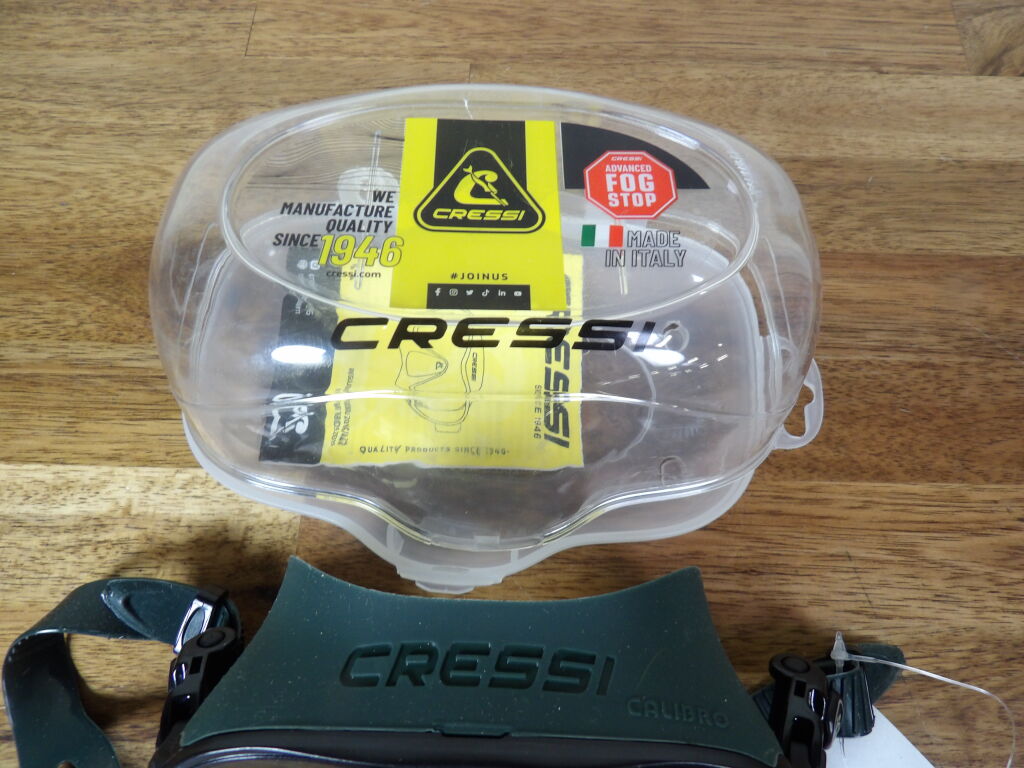 WE
MANUFACTURE
QUALITY
SINCE 1946
cressi.com
CRESSI
#JOINUS
CRESSI
ADVANCED
FOG
STOP
MADE
IN ITALY
CRESSI
CRESSI
CRESSI
SINCE 1946
QUALITY PRODUCTS SINCE 1946
CRESSI
CALIBRO